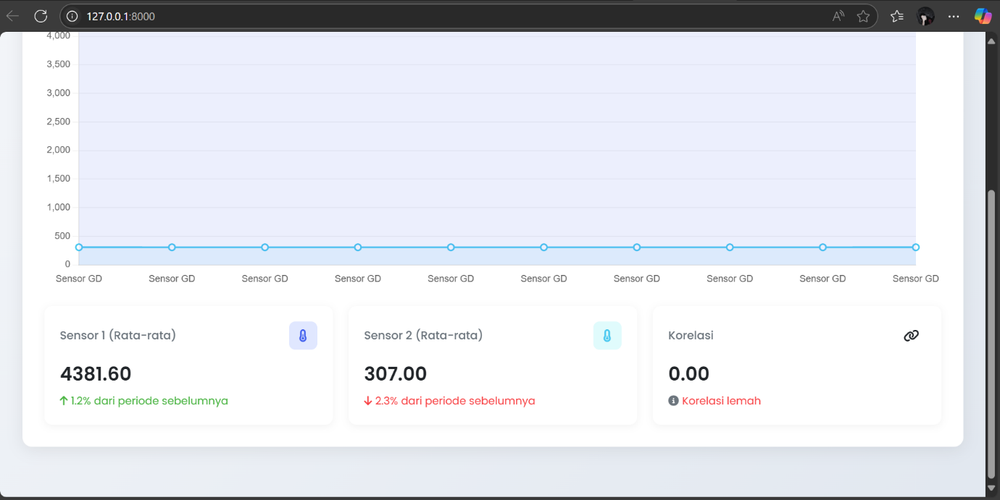 127.0.0.1:8000
4,000
3,500
3,000
2,500
2,000
1,500
1,000
500
0
Sensor GD Sensor GD Sensor GD Sensor GD Sensor GD Sensor GD Sensor GD Sensor GD Sensor GD Sensor GD
Sensor 1 (Rata-rata)
4381.60
1.2% dari periode sebelumnya
Sensor 2 (Rata-rata)
307.00
2.3% dari periode sebelumnya
Korelasi
0.00
Korelasi lemah